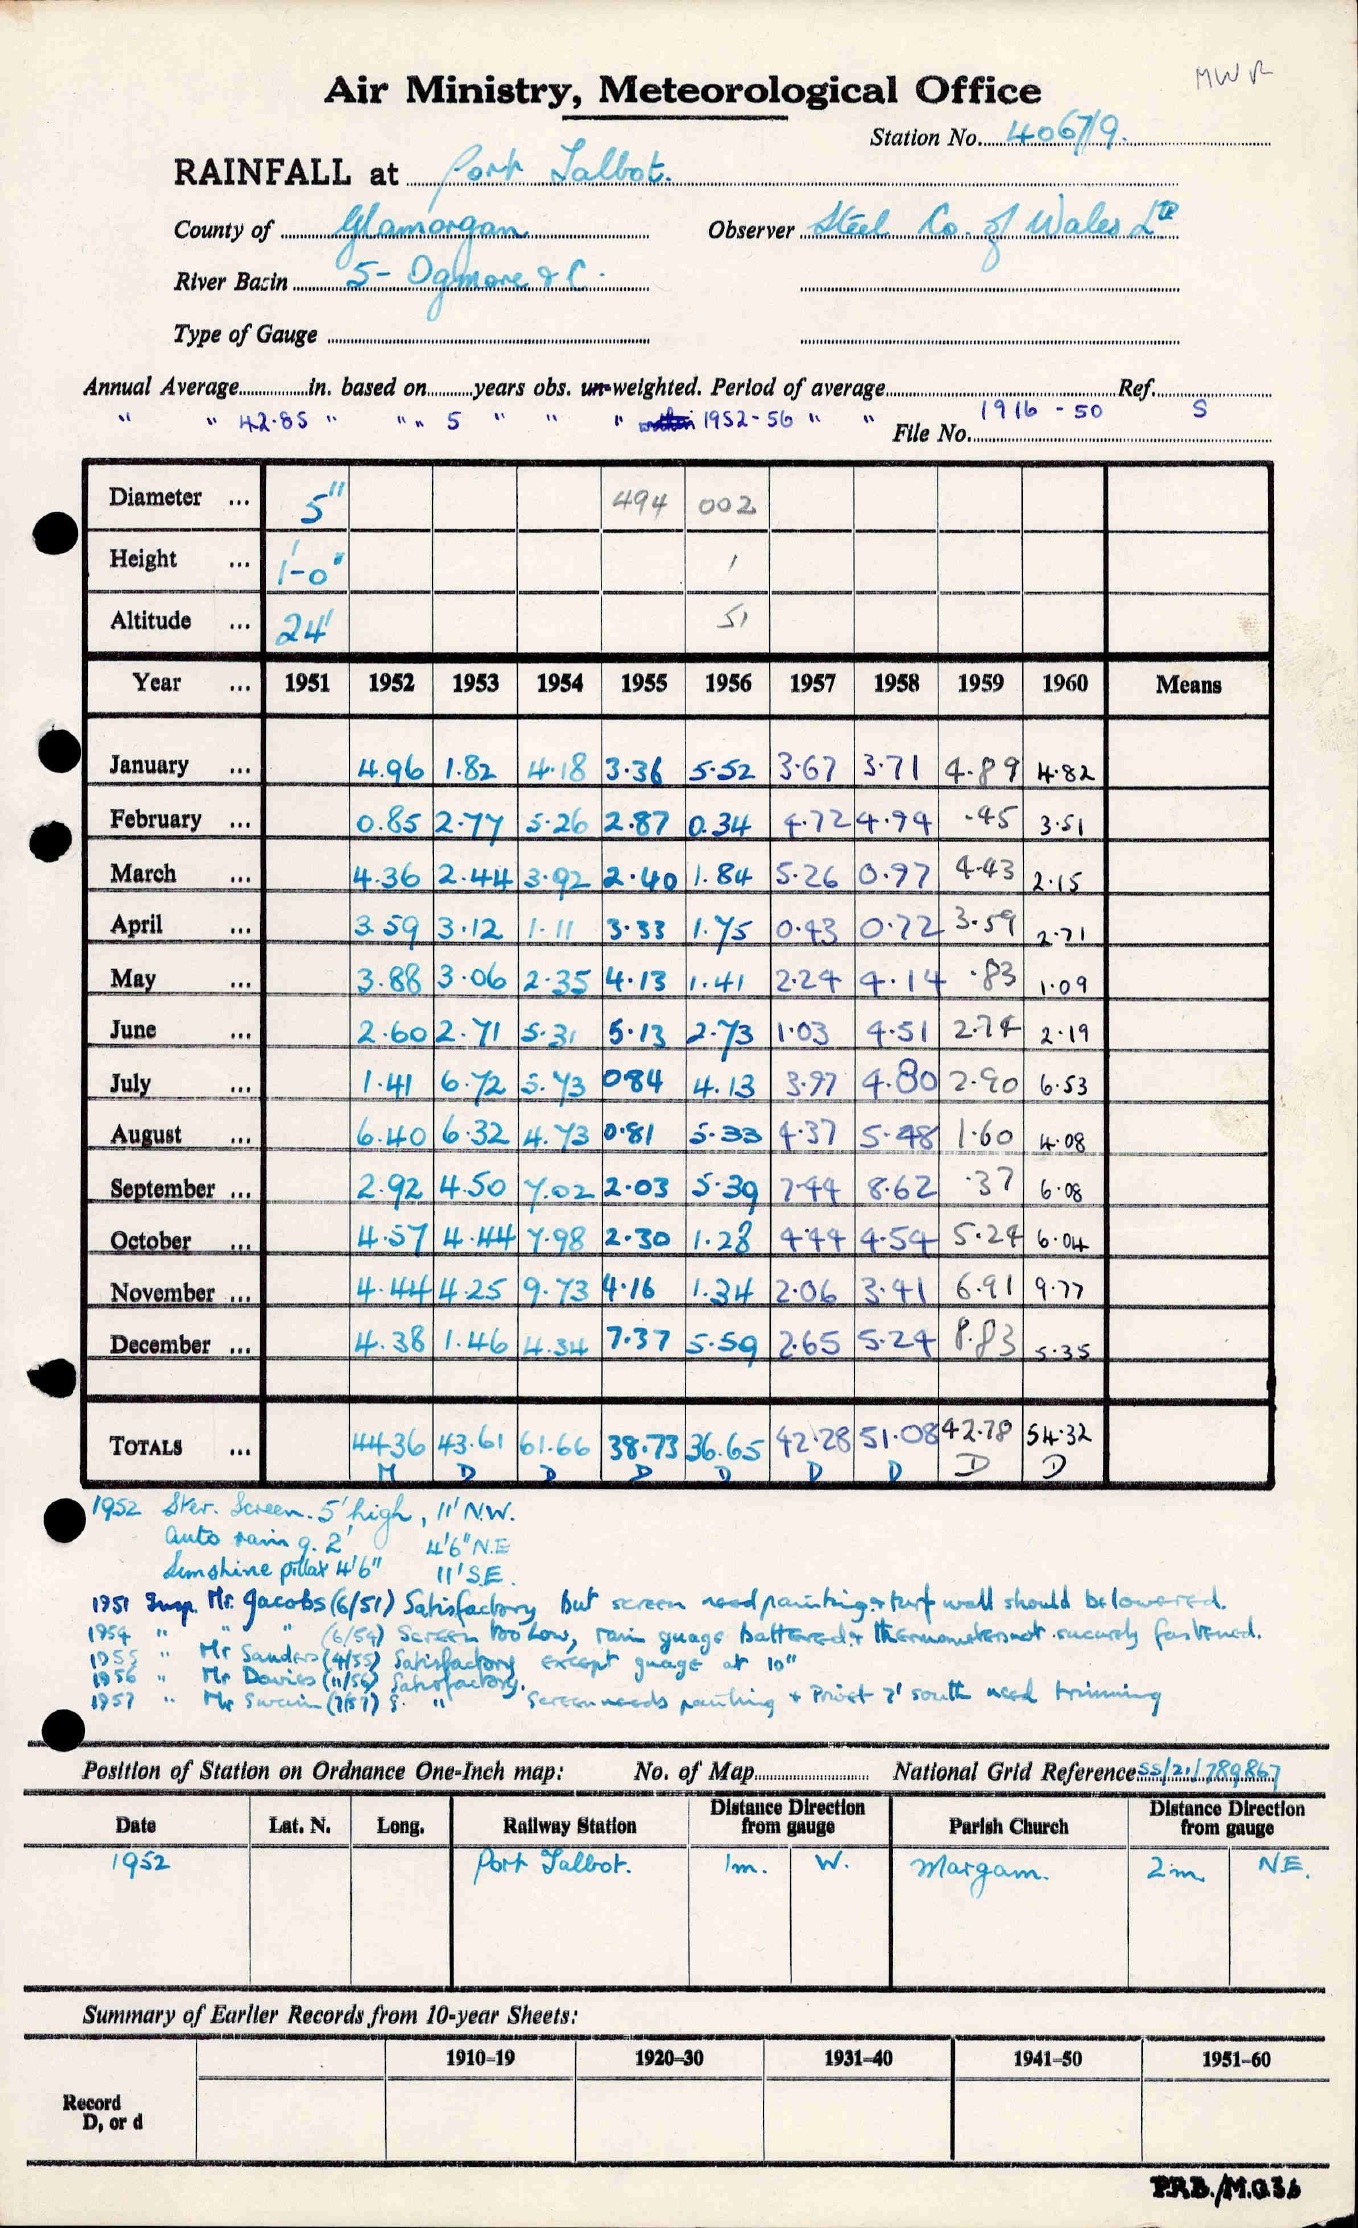 MWR
Air Ministry, Meteorological Office
Station No. 4067/9.
RAINFALL at Port Talbot.
County of Glamorgan Observer Steel Co. of Wales Ltd
River Basin 5- Ogmore & C.
Type of Gauge
Annual Average in. based on years obs. un-weighted. Period of average Ref.
" " 42.85 " " " 5 " " " 1952-56 " " 1916-50 S
File No.
Diameter ... 5" 494 002
Height ... 1'-0" 1
Altitude ... 24' 51
Year ... 1951 1952 1953 1954 1955 1956 1957 1958 1959 1960 Means
January ... 4.96 1.82 4.18 3.36 5.52 3.67 3.71 4.89 4.82
February ... 0.85 2.77 5.26 2.87 0.34 4.72 4.94 .45 3.51
March ... 4.36 2.44 3.92 2.40 1.84 5.26 0.97 4.43 2.15
April ... 3.59 3.12 1.11 3.33 1.75 0.43 0.72 3.59 2.71
May ... 3.88 3.06 2.35 4.13 1.41 2.24 4.14 .83 1.09
June ... 2.60 2.71 5.31 5.13 2.73 1.03 4.51 2.74 2.19
July ... 1.41 6.72 5.73 084 4.13 3.97 4.80 2.90 6.53
August ... 6.40 6.32 4.73 0.81 5.33 4.37 5.48 1.60 4.08
September ... 2.92 4.50 7.02 2.03 5.39 7.44 8.62 .37 6.08
October ... 4.57 4.44 7.98 2.30 1.28 4.44 4.54 5.24 6.04
November ... 4.44 4.25 9.73 4.16 1.34 2.06 3.41 6.91 9.77
December ... 4.38 1.46 4.34 7.37 5.59 2.65 5.24 8.83 5.35
TOTALS ... 44.36 43.61 61.66 38.73 36.65 42.28 51.08 42.78 54.32
M D D D D D D D D
1952 Ster. Screen. 5' high, 11' N.W.
Auto rain g. 2' 4'6" N.E
Sunshine pillar 4'6" 11' S.E.
1951 Insp. Mr. Jacobs (6/51) Satisfactory but screen need painting & turf wall should be lowered.
1954 " " " (6/54) Screen too low, rain guage battered & thermometers not securely fastened.
1955 " Mr Sanders (4/55) Satisfactory except guage at 10"
1956 " Mr Davies (11/56) Satisfactory.
1957 " Mr Swain (7/57) S. " Screen needs painting & Privet 7' south need trimming
Position of Station on Ordnance One-Inch map: No. of Map National Grid Reference SS/21/789867
Date Lat. N. Long. Railway Station Distance Direction from gauge Parish Church Distance Direction from gauge
1952 Port Talbot. 1m. W. Margam. 2m N.E.
Summary of Earlier Records from 10-year Sheets:
1910–19 1920–30 1931–40 1941–50 1951–60
Record
D, or d
P.R.B./M.O.36